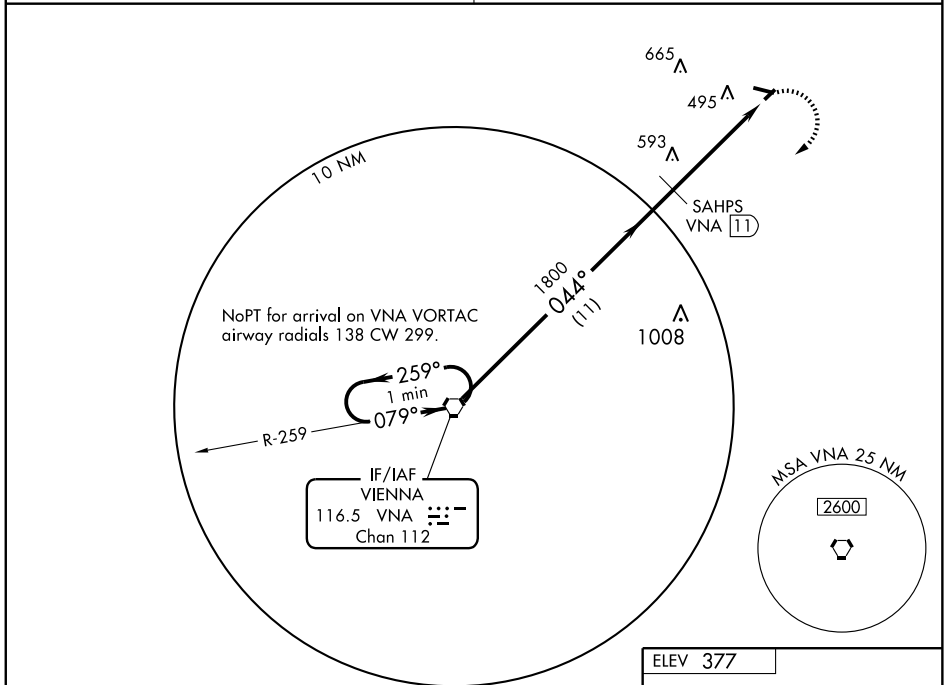 665
495
593
10 NM
SAHPS
VNA 11
1800
044°
(11)
NoPT for arrival on VNA VORTAC
airway radials 138 CW 299.
1008
259°
1 min
079°
R-259
IF/IAF
VIENNA
116.5 VNA
Chan 112
MSA VNA 25 NM
2600
ELEV 377